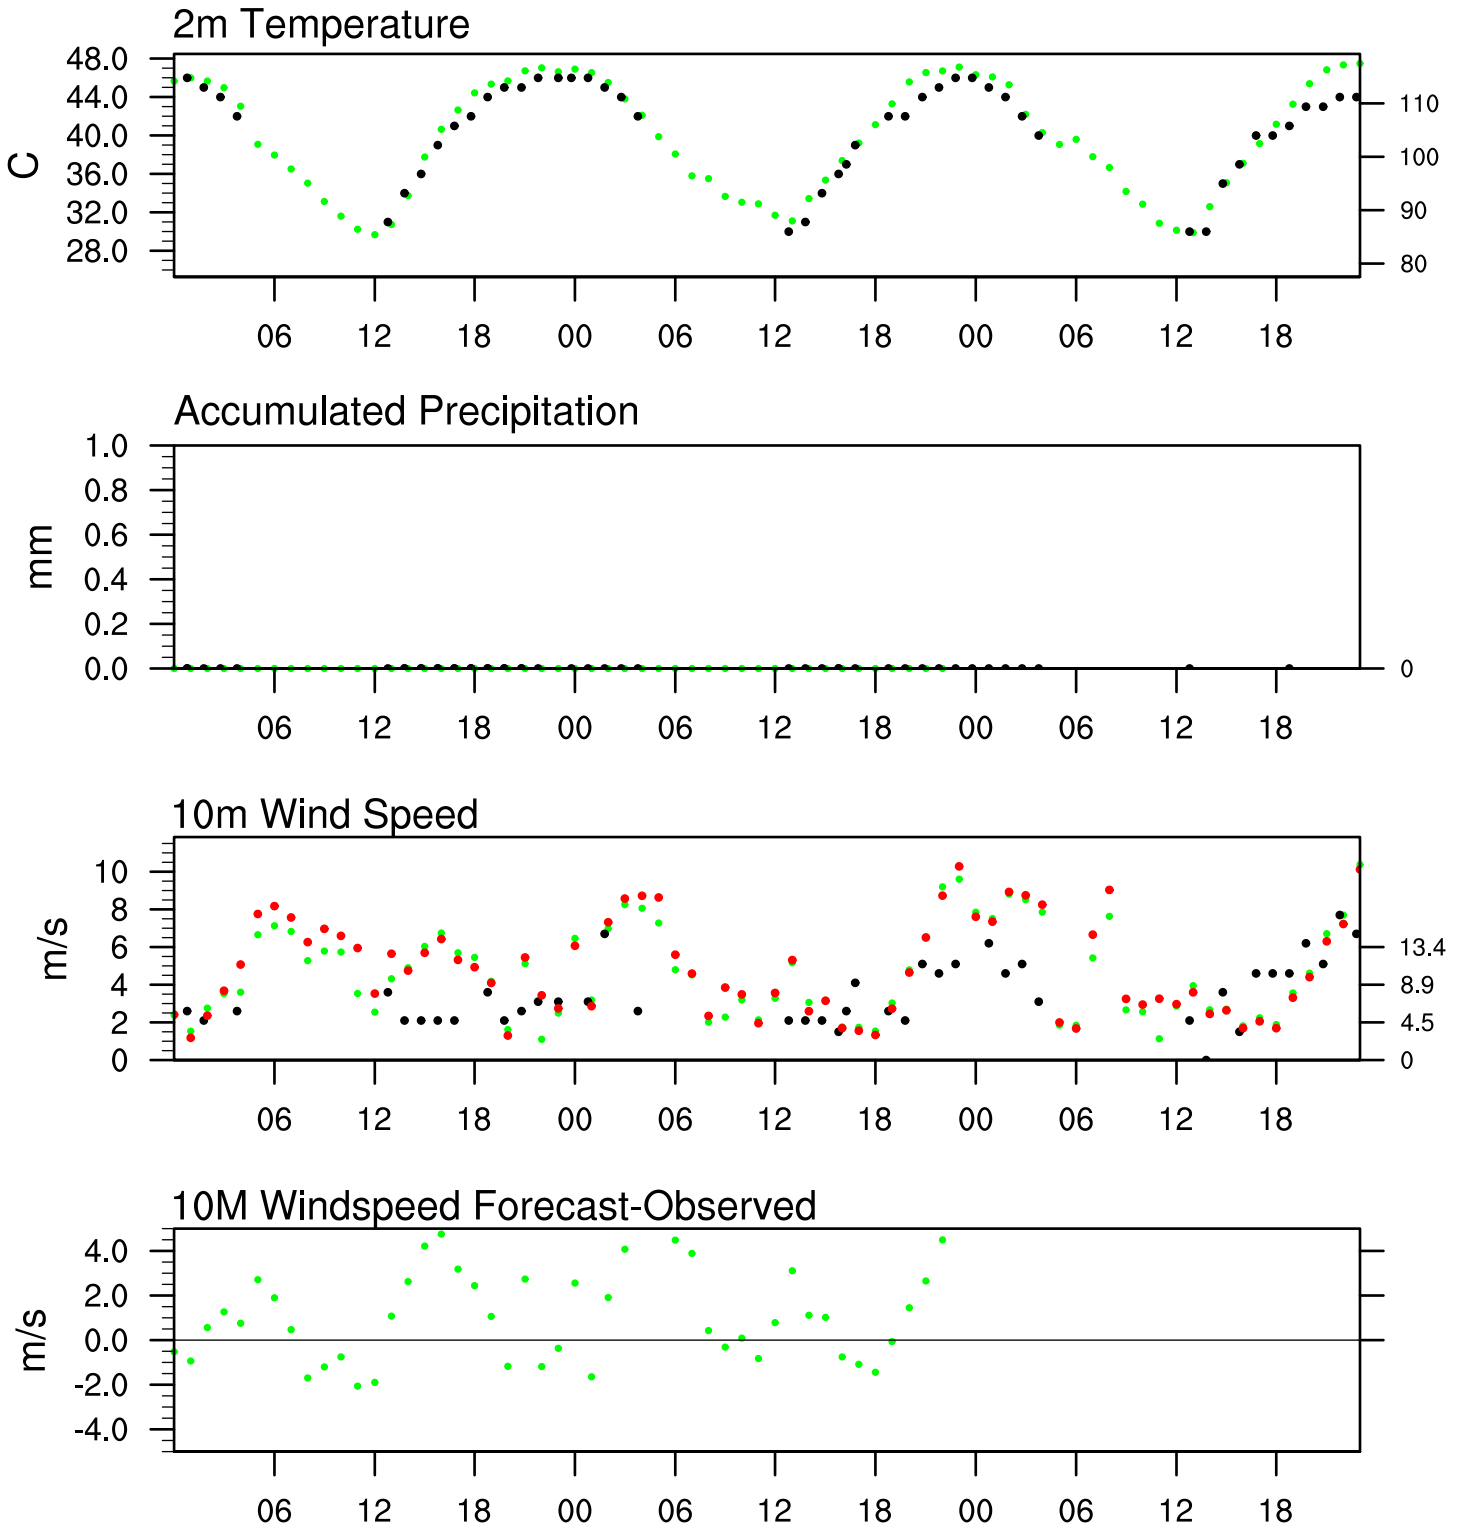 2m Temperature
48.0
44.0
40.0
36.0
32.0
28.0
C
110
100
90
80
06 12 18 00 06 12 18 00 06 12 18
Accumulated Precipitation
1.0
0.8
0.6
0.4
0.2
0.0
mm
0
06 12 18 00 06 12 18 00 06 12 18
10m Wind Speed
10
8
6
4
2
0
m/s
13.4
8.9
4.5
0
06 12 18 00 06 12 18 00 06 12 18
10M Windspeed Forecast-Observed
4.0
2.0
0.0
-2.0
-4.0
m/s
06 12 18 00 06 12 18 00 06 12 18